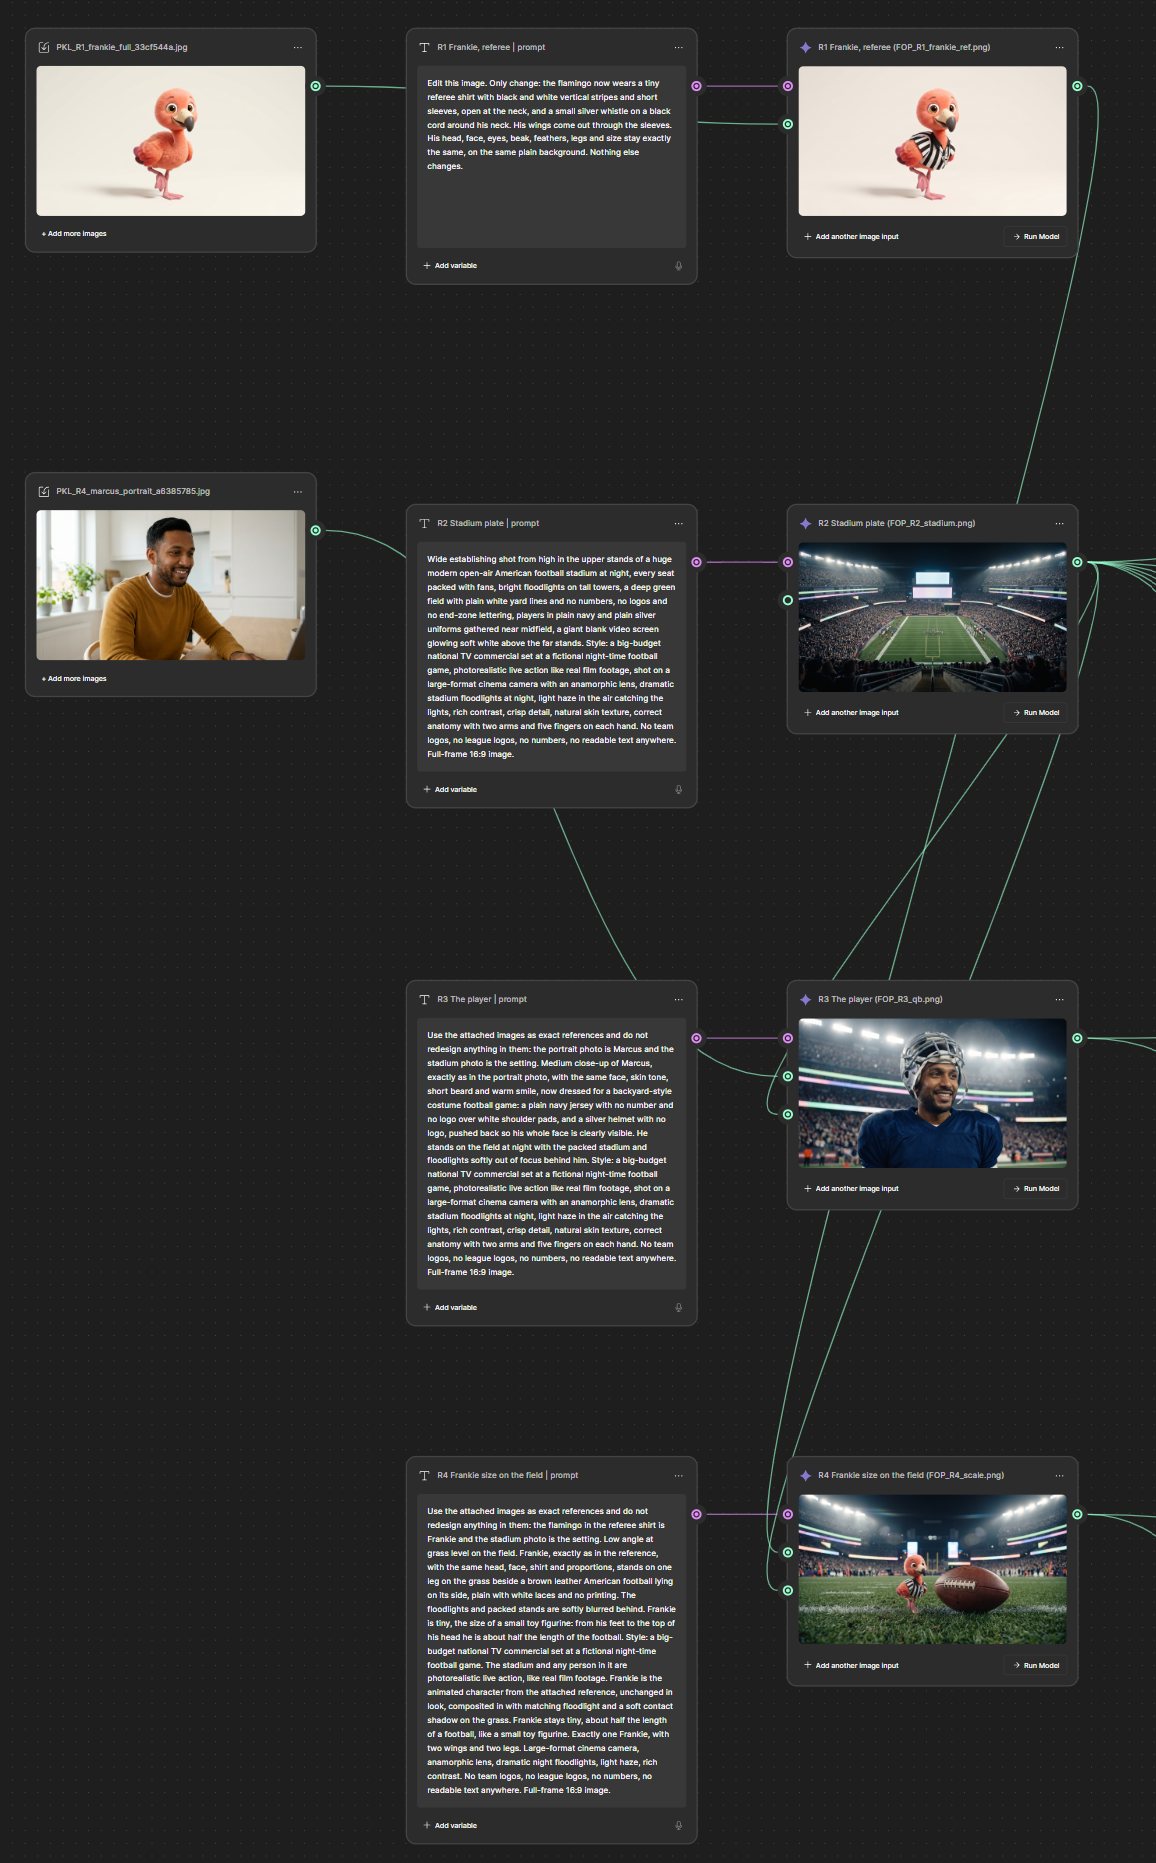 PKL_R1_frankie_full_33cf544a.jpg
+ Add more images
R1 Frankie, referee | prompt
Edit this image. Only change: the flamingo now wears a tiny
referee shirt with black and white vertical stripes and short
sleeves, open at the neck, and a small silver whistle on a black
cord around his neck. His wings come out through the sleeves.
His head, face, eyes, beak, feathers, legs and size stay exactly
the same, on the same plain background. Nothing else
changes.
+ Add variable
R1 Frankie, referee (FOP_R1_frankie_ref.png)
+ Add another image input
→ Run Model
PKL_R4_marcus_portrait_a6385785.jpg
+ Add more images
R2 Stadium plate | prompt
Wide establishing shot from high in the upper stands of a huge
modern open-air American football stadium at night, every seat
packed with fans, bright floodlights on tall towers, a deep green
field with plain white yard lines and no numbers, no logos and
no end-zone lettering, players in plain navy and plain silver
uniforms gathered near midfield, a giant blank video screen
glowing soft white above the far stands. Style: a big-budget
national TV commercial set at a fictional night-time football
game, photorealistic live action like real film footage, shot on a
large-format cinema camera with an anamorphic lens, dramatic
stadium floodlights at night, light haze in the air catching the
lights, rich contrast, crisp detail, natural skin texture, correct
anatomy with two arms and five fingers on each hand. No team
logos, no league logos, no numbers, no readable text anywhere.
Full-frame 16:9 image.
+ Add variable
R2 Stadium plate (FOP_R2_stadium.png)
+ Add another image input
→ Run Model
R3 The player | prompt
Use the attached images as exact references and do not
redesign anything in them: the portrait photo is Marcus and the
stadium photo is the setting. Medium close-up of Marcus,
exactly as in the portrait photo, with the same face, skin tone,
short beard and warm smile, now dressed for a backyard-style
costume football game: a plain navy jersey with no number and
no logo over white shoulder pads, and a silver helmet with no
logo, pushed back so his whole face is clearly visible. He
stands on the field at night with the packed stadium and
floodlights softly out of focus behind him. Style: a big-budget
national TV commercial set at a fictional night-time football
game, photorealistic live action like real film footage, shot on a
large-format cinema camera with an anamorphic lens, dramatic
stadium floodlights at night, light haze in the air catching the
lights, rich contrast, crisp detail, natural skin texture, correct
anatomy with two arms and five fingers on each hand. No team
logos, no league logos, no numbers, no readable text anywhere.
Full-frame 16:9 image.
+ Add variable
R3 The player (FOP_R3_qb.png)
+ Add another image input
→ Run Model
R4 Frankie size on the field | prompt
Use the attached images as exact references and do not
redesign anything in them: the flamingo in the referee shirt is
Frankie and the stadium photo is the setting. Low angle at
grass level on the field. Frankie, exactly as in the reference,
with the same head, face, shirt and proportions, stands on one
leg on the grass beside a brown leather American football lying
on its side, plain with white laces and no printing. The
floodlights and packed stands are softly blurred behind. Frankie
is tiny, the size of a small toy figurine: from his feet to the top of
his head he is about half the length of the football. Style: a big-
budget national TV commercial set at a fictional night-time
football game. The stadium and any person in it are
photorealistic live action, like real film footage. Frankie is the
animated character from the attached reference, unchanged in
look, composited in with matching floodlight and a soft contact
shadow on the grass. Frankie stays tiny, about half the length
of a football, like a small toy figurine. Exactly one Frankie, with
two wings and two legs. Large-format cinema camera,
anamorphic lens, dramatic night floodlights, light haze, rich
contrast. No team logos, no league logos, no numbers, no
readable text anywhere. Full-frame 16:9 image.
+ Add variable
R4 Frankie size on the field (FOP_R4_scale.png)
+ Add another image input
→ Run Model